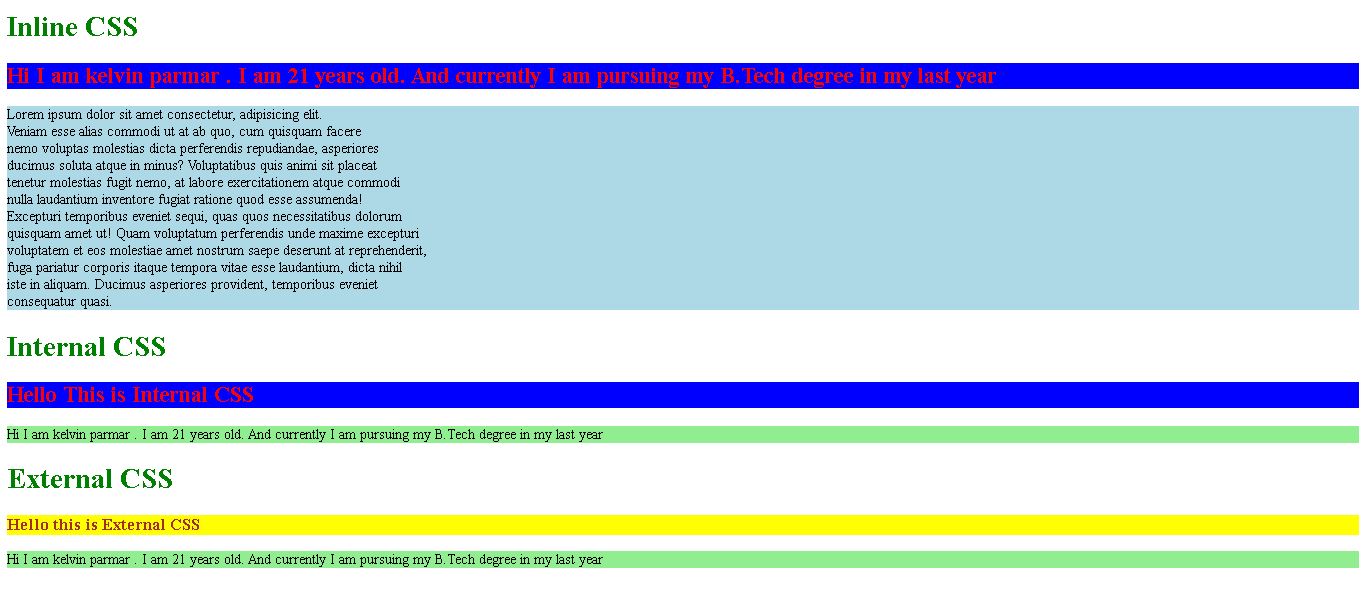 Inline CSS
Hi I am kelvin parmar . I am 21 years old. And currently I am pursuing my B.Tech degree in my last year
Lorem ipsum dolor sit amet consectetur, adipisicing elit.
Veniam esse alias commodi ut at ab quo, cum quisquam facere
nemo voluptas molestias dicta perferendis repudiandae, asperiores
ducimus soluta atque in minus? Voluptatibus quis animi sit placeat
tenetur molestias fugit nemo, at labore exercitationem atque commodi
nulla laudantium inventore fugiat ratione quod esse assumenda!
Excepturi temporibus eveniet sequi, quas quos necessitatibus dolorum
quisquam amet ut! Quam voluptatum perferendis unde maxime excepturi
voluptatem et eos molestiae amet nostrum saepe deserunt at reprehenderit,
fuga pariatur corporis itaque tempora vitae esse laudantium, dicta nihil
iste in aliquam. Ducimus asperiores provident, temporibus eveniet
consequatur quasi.
Internal CSS
Hello This is Internal CSS
Hi I am kelvin parmar . I am 21 years old. And currently I am pursuing my B.Tech degree in my last year
External CSS
Hello this is External CSS
Hi I am kelvin parmar . I am 21 years old. And currently I am pursuing my B.Tech degree in my last year